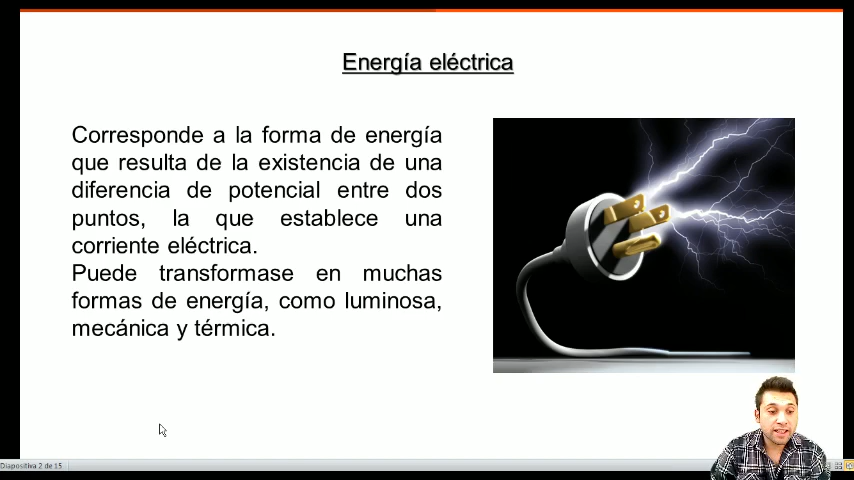 Energía eléctrica
Corresponde a la forma de energía
que resulta de la existencia de una
diferencia de potencial entre dos
puntos, la que establece una
corriente eléctrica.
Puede transformase en muchas
formas de energía, como luminosa,
mecánica y térmica.
Diapositiva 2 de 15